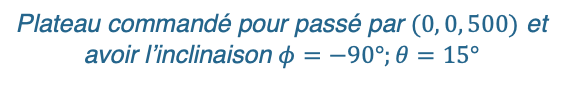 Plateau commandé pour passé par (0, 0, 500) et
avoir l'inclinaison ϕ = −90°; θ = 15°